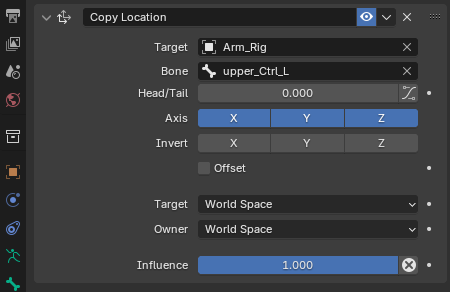 Copy Location
Target Arm_Rig
Bone upper_Ctrl_L
Head/Tail 0.000
Axis X Y Z
Invert X Y Z
Offset
Target World Space
Owner World Space
Influence 1.000